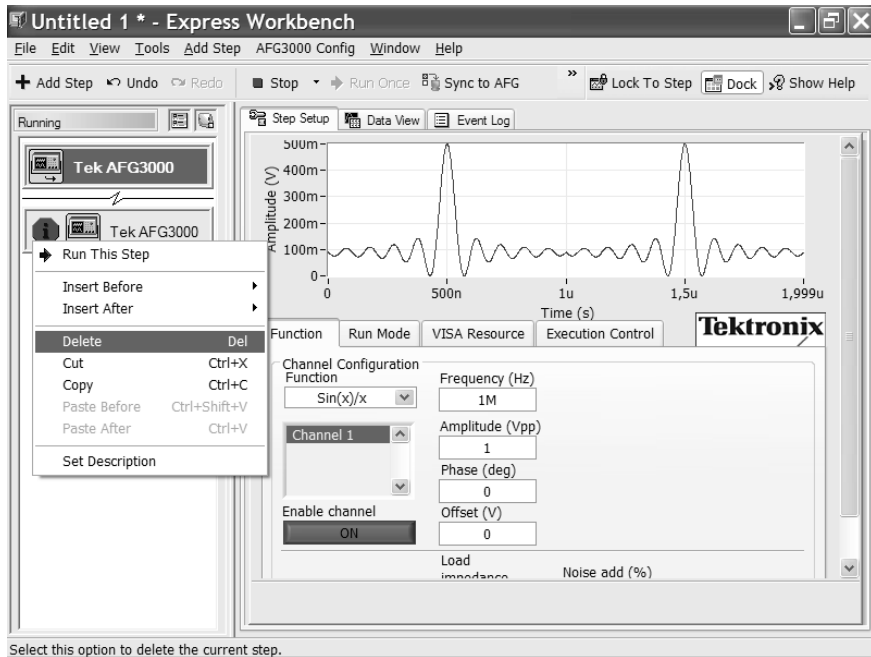 Untitled 1 * - Express Workbench
File Edit View Tools Add Step AFG3000 Config Window Help
Add Step Undo Redo Stop Run Once Sync to AFG » Lock To Step Dock Show Help
Running
Step Setup Data View Event Log
Tek AFG3000
Tek AFG3000
Run This Step
Insert Before
Insert After
Delete Del
Cut Ctrl+X
Copy Ctrl+C
Paste Before Ctrl+Shift+V
Paste After Ctrl+V
Set Description
Amplitude (V)
500m
400m
300m
200m
100m
0
0 500n 1u 1,5u 1,999u
Time (s)
Tektronix
Function Run Mode VISA Resource Execution Control
Channel Configuration
Function
Sin(x)/x
Channel 1
Enable channel
ON
Frequency (Hz)
1M
Amplitude (Vpp)
1
Phase (deg)
0
Offset (V)
0
Load
impedance
Noise add (%)
Select this option to delete the current step.